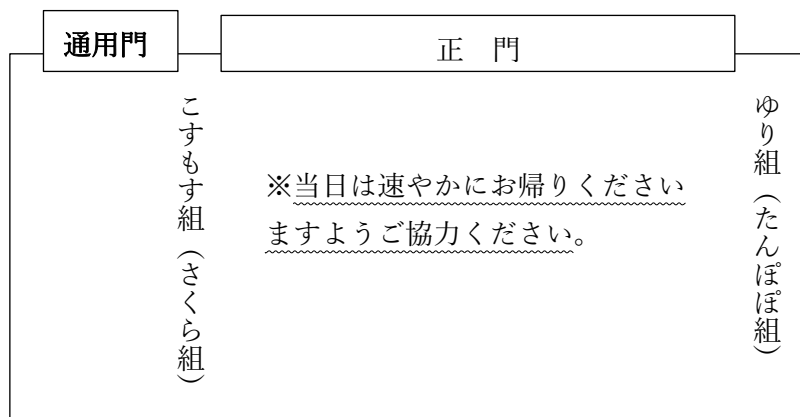 通用門
正　門
ゆり組（たんぽぽ組）
こすもす組（さくら組）
※当日は速やかにお帰りください
ますようご協力ください。